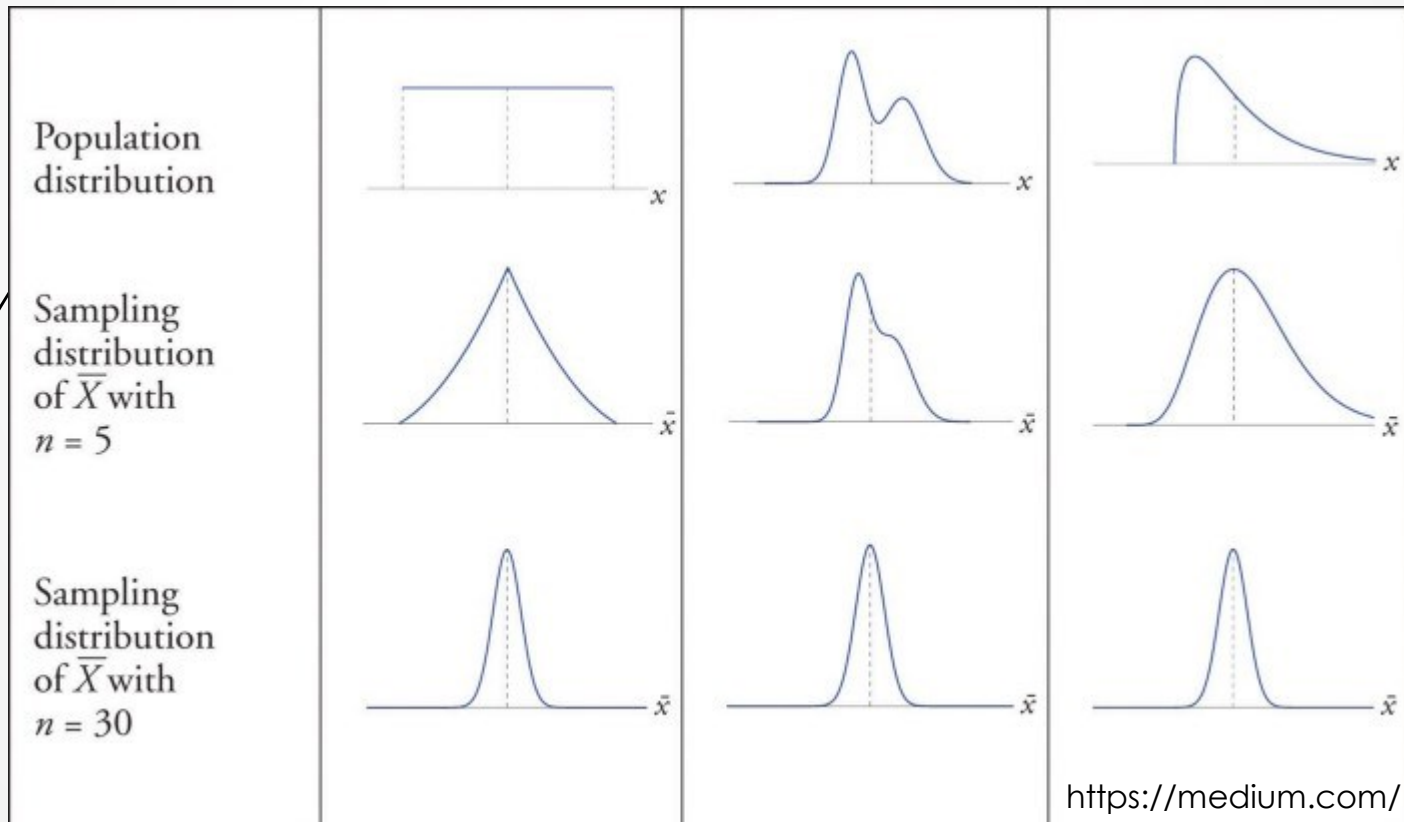 Population
distribution
x
x
x
Sampling
distribution
of X̅ with
n = 5
x̄
x̄
x̄
Sampling
distribution
of X̅ with
n = 30
x̄
x̄
x̄
https://medium.com/